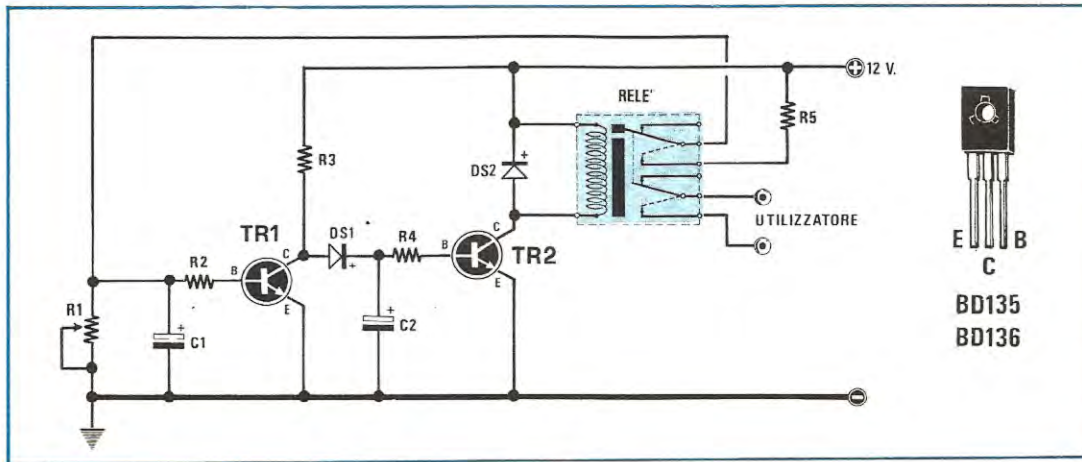 12 V.
RELE'
R5
R3
DS2
TR1
C
DS1
+
R4
B
C
TR2
E
UTILIZZATORE
R2
B
E
R1
+
C1
+
C2
+
E
B
C
BD135
BD136